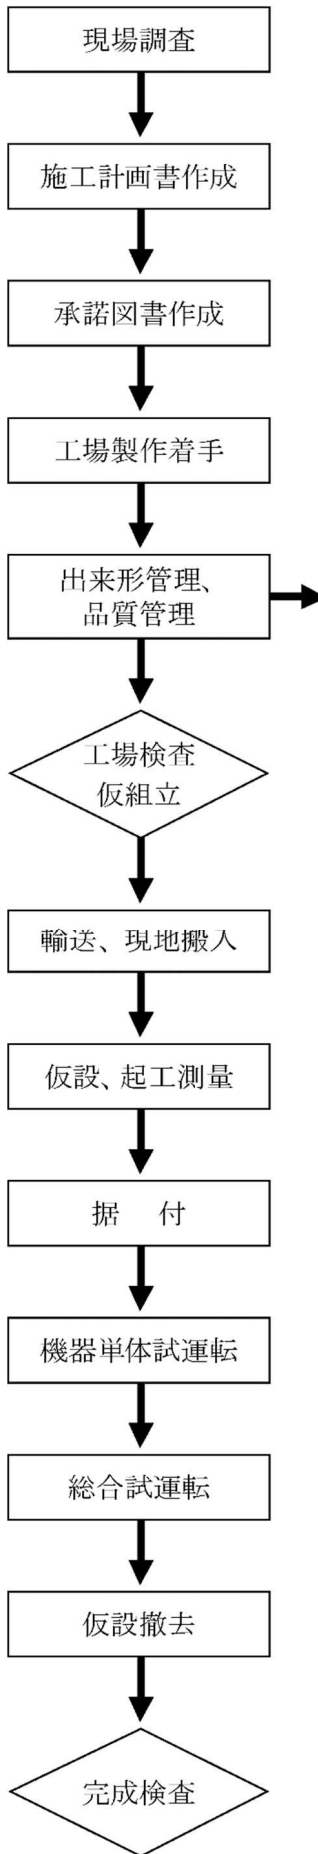 現場調査
施工計画書作成
承諾図書作成
工場製作着手
出来形管理、
品質管理
工場検査
仮組立
輸送、現地搬入
仮設、起工測量
据　付
機器単体試運転
総合試運転
仮設撤去
完成検査